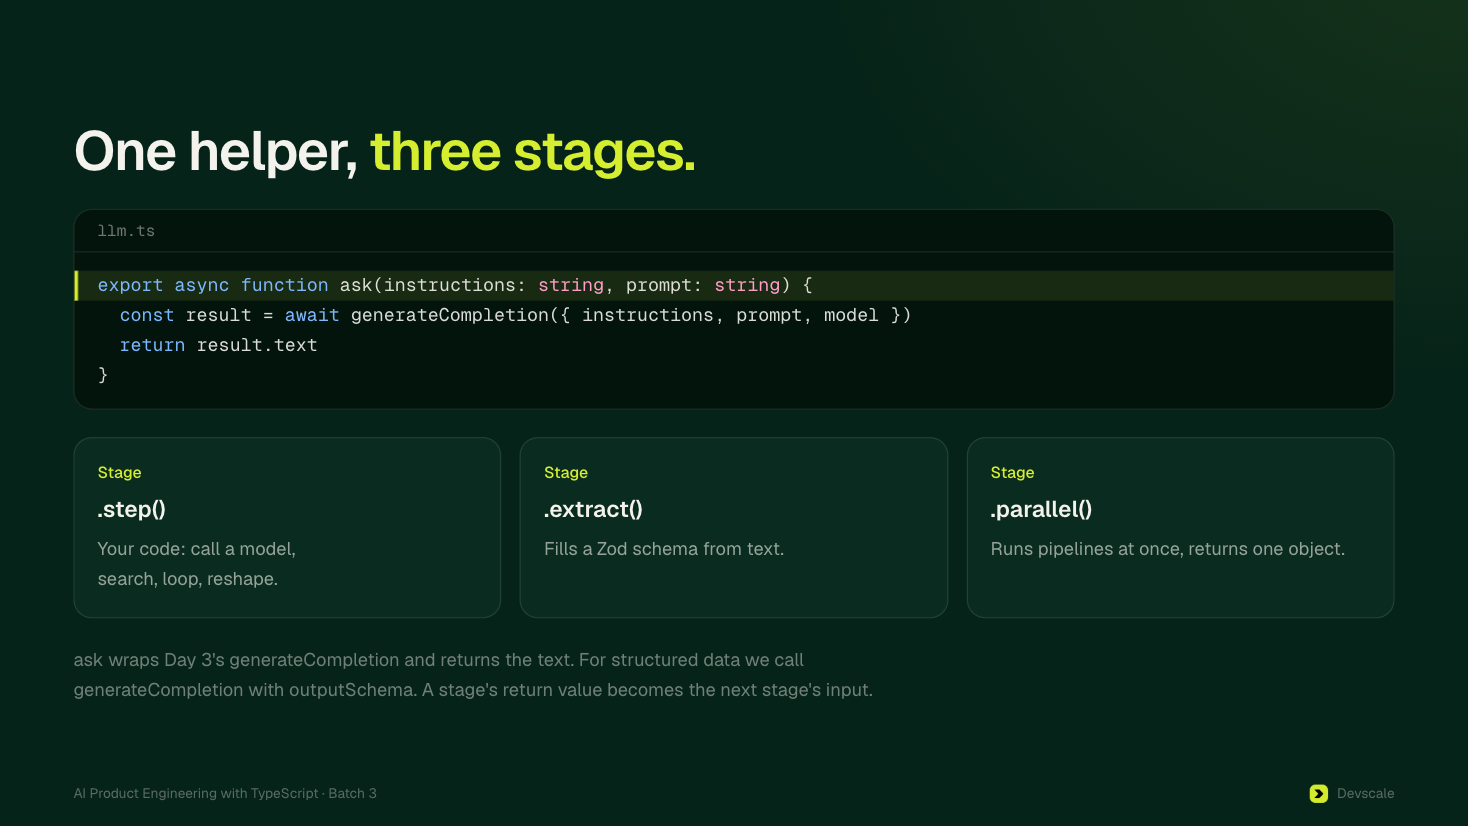 One helper, three stages.
llm.ts
export async function ask(instructions: string, prompt: string) {
  const result = await generateCompletion({ instructions, prompt, model })
  return result.text
}
Stage
.step()
Your code: call a model,
search, loop, reshape.
Stage
.extract()
Fills a Zod schema from text.
Stage
.parallel()
Runs pipelines at once, returns one object.
ask wraps Day 3's generateCompletion and returns the text. For structured data we call
generateCompletion with outputSchema. A stage's return value becomes the next stage's input.
AI Product Engineering with TypeScript · Batch 3
Devscale